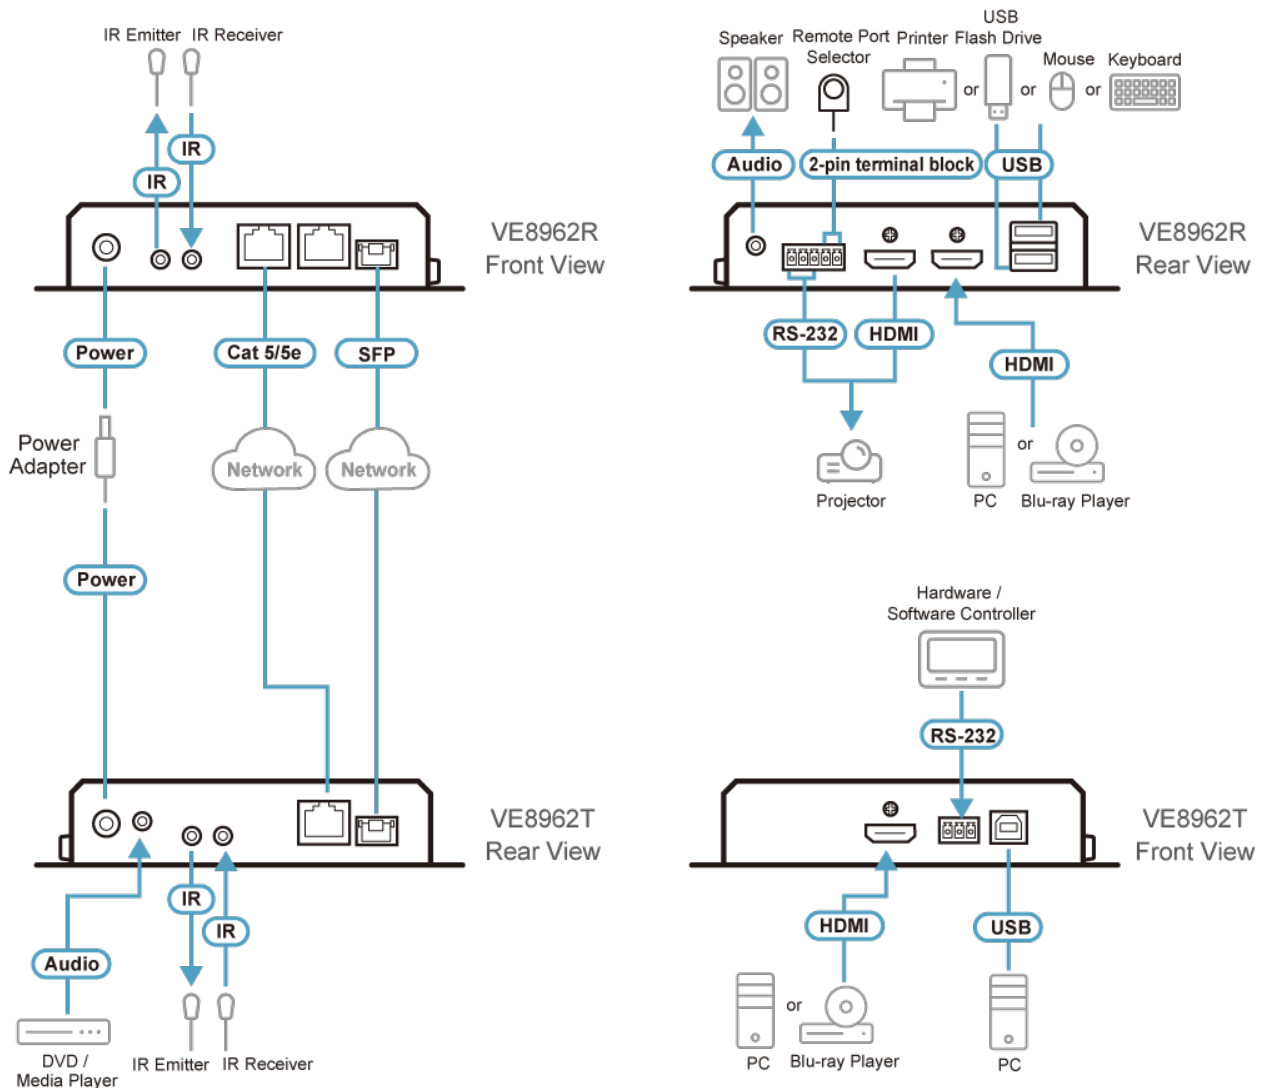 IR Emitter
IR Receiver
IR
IR
VE8962R
Front View
Power
Cat 5/5e
SFP
Power
Adapter
Network
Network
Power
VE8962T
Rear View
IR
IR
Audio
DVD /
Media Player
IR Emitter
IR Receiver
Speaker
Remote Port
Selector
Printer
USB
Flash Drive
Mouse
Keyboard
or
or
or
Audio
2-pin terminal block
USB
VE8962R
Rear View
RS-232
HDMI
HDMI
Projector
or
PC
Blu-ray Player
Hardware /
Software Controller
RS-232
VE8962T
Front View
HDMI
USB
or
PC
Blu-ray Player
PC